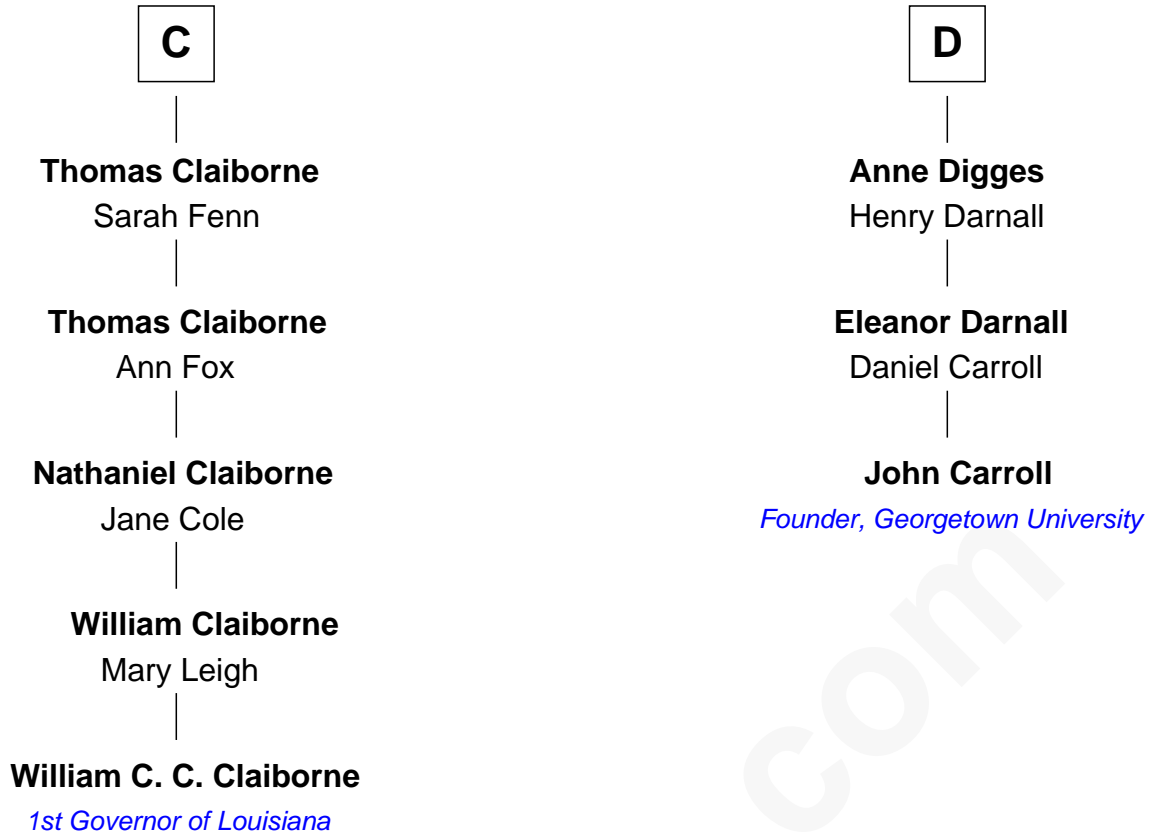 C
Thomas Claiborne
Sarah Fenn
Thomas Claiborne
Ann Fox
Nathaniel Claiborne
Jane Cole
William Claiborne
Mary Leigh
William C. C. Claiborne
1st Governor of Louisiana
D
Anne Digges
Henry Darnall
Eleanor Darnall
Daniel Carroll
John Carroll
Founder, Georgetown University
com